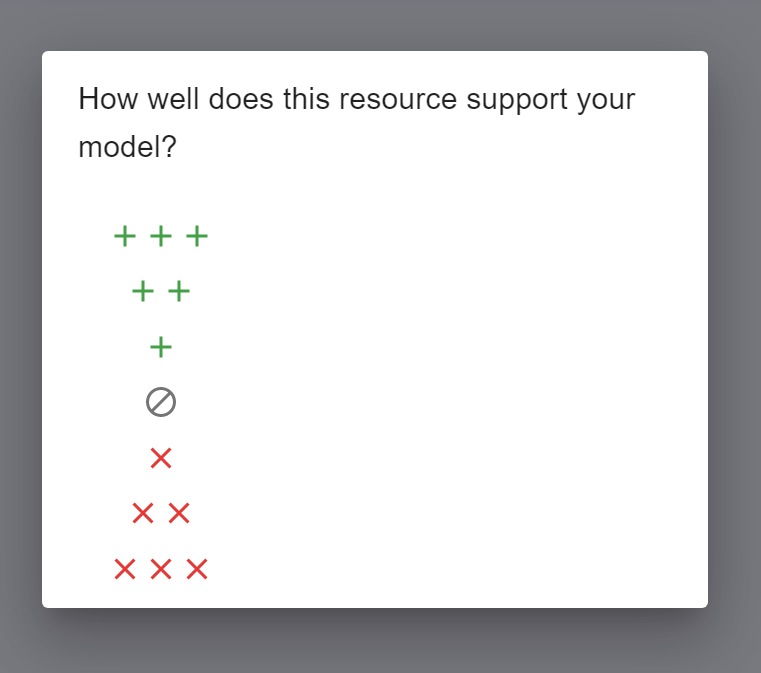 How well does this resource support your
model?
+ + +
+ +
+
⊘
×
× ×
× × ×